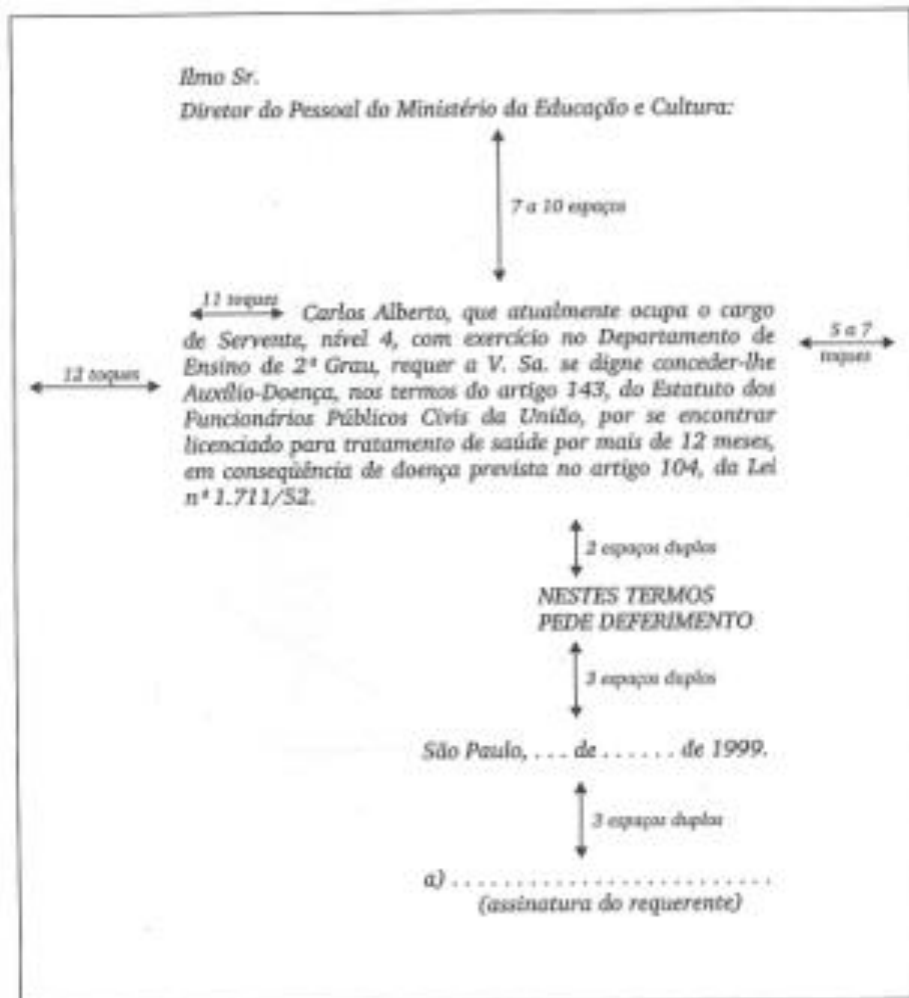 Ilmo Sr.
Diretor do Pessoal do Ministério da Educação e Cultura:
7 a 10 espaços
11 toques
Carlos Alberto, que atualmente ocupa o cargo
de Servente, nível 4, com exercício no Departamento de
5 a 7
toques
Ensino de 2ª Grau, requer a V. Sa. se digne conceder-lhe
12 toques
Auxílio-Doença, nos termos do artigo 143, do Estatuto dos
Funcionários Públicos Civis da União, por se encontrar
licenciado para tratamento de saúde por mais de 12 meses,
em conseqüência de doença prevista no artigo 104, da Lei
nª 1.711/52.
2 espaços duplos
NESTES TERMOS
PEDE DEFERIMENTO
3 espaços duplos
São Paulo, . . . de . . . . . . de 1999.
3 espaços duplos
a) . . . . . . . . . . . . . . . . . . . . . . . . .
(assinatura do requerente)